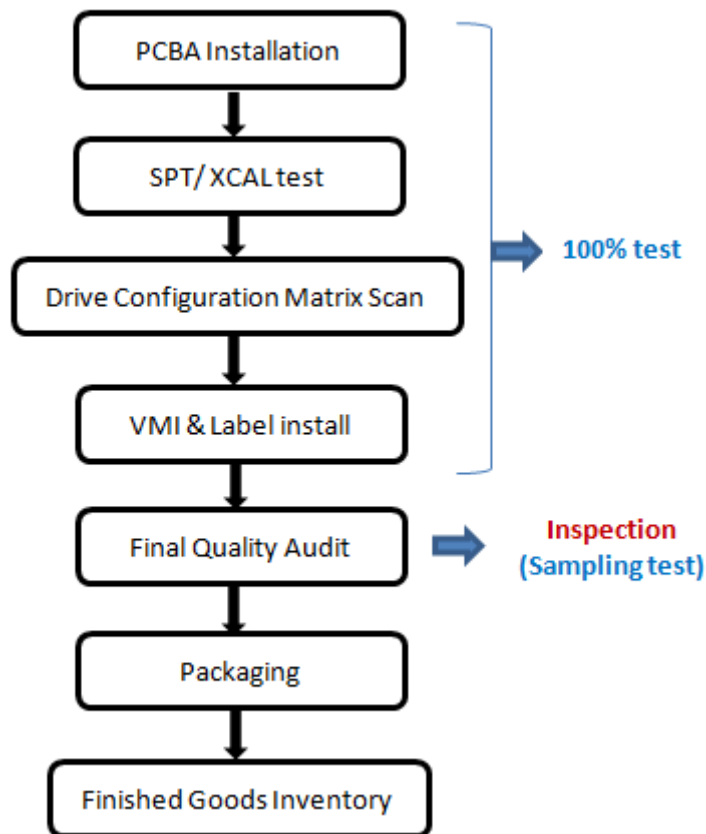 PCBA Installation
SPT/ XCAL test
100% test
Drive Configuration Matrix Scan
VMI & Label install
Final Quality Audit
Inspection
(Sampling test)
Packaging
Finished Goods Inventory